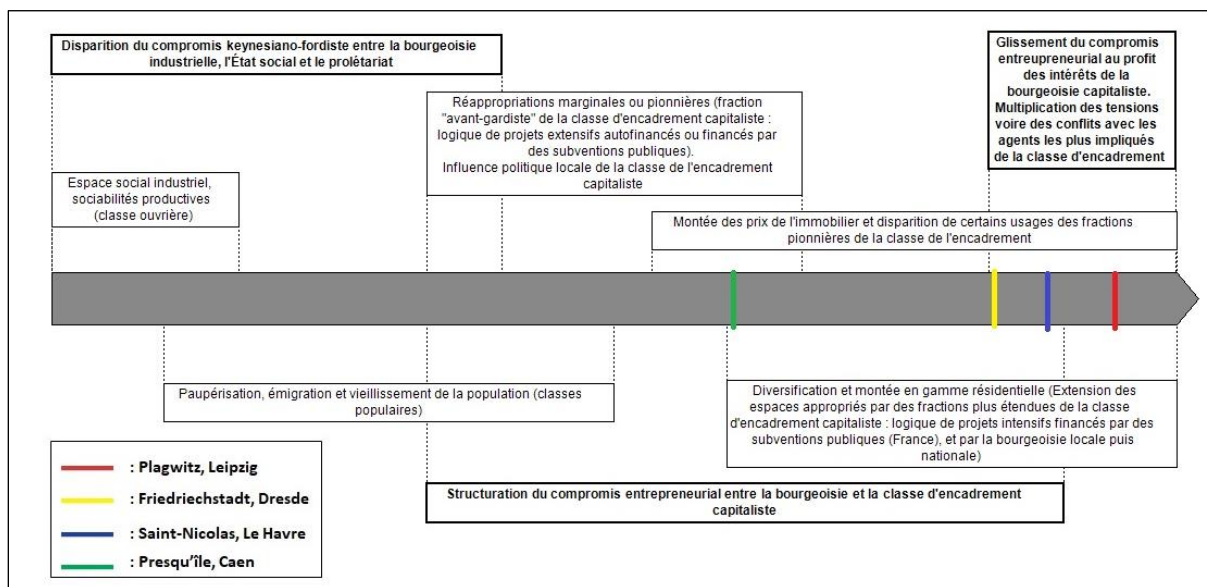 Disparition du compromis keynesiano-fordiste entre la bourgeoisie
industrielle, l'État social et le prolétariat
Glissement du compromis
entreupreneurial au profit
des intérêts de la
bourgeoisie capitaliste.
Multiplication des tensions
voire des conflits avec les
agents les plus impliqués
de la classe d'encadrement
Réappropriations marginales ou pionnières (fraction
"avant-gardiste" de la classe d'encadrement capitaliste :
logique de projets extensifs autofinancés ou financés par
des subventions publiques).
Influence politique locale de la classe de l'encadrement
capitaliste
Espace social industriel,
sociabilités productives
(classe ouvrière)
Montée des prix de l'immobilier et disparition de certains usages des fractions
pionnières de la classe de l'encadrement
Paupérisation, émigration et vieillissement de la population (classes
populaires)
Diversification et montée en gamme résidentielle (Extension des
espaces appropriés par des fractions plus étendues de la classe
d'encadrement capitaliste : logique de projets intensifs financés par des
subventions publiques (France), et par la bourgeoisie locale puis
nationale)
Structuration du compromis entrepreneurial entre la bourgeoisie et la classe d'encadrement
capitaliste
: Plagwitz, Leipzig
: Friedriechstadt, Dresde
: Saint-Nicolas, Le Havre
: Presqu'île, Caen